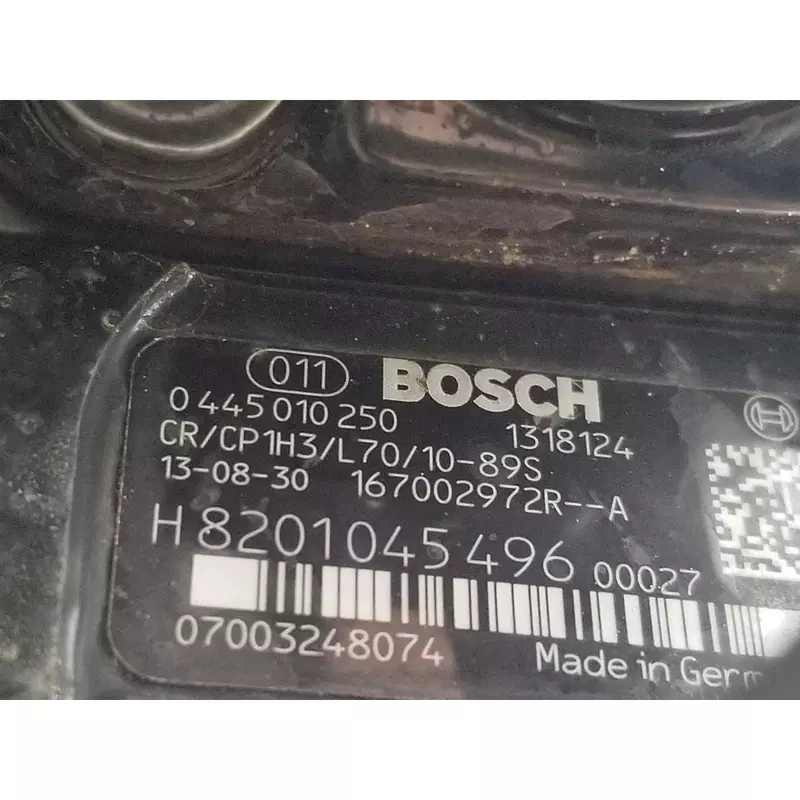 011 BOSCH
0 445 010 250 1318124
CR/CP1H3/L70/10-89S
13-08-30 167002972R--A
H8201045496 00027
07003248074 Made in Germ